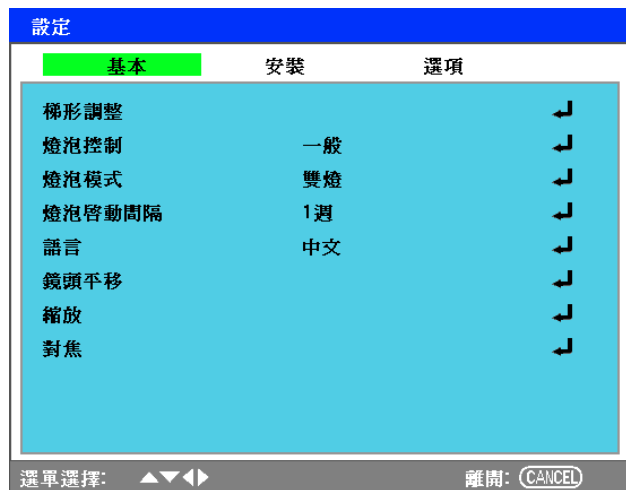 設定
基本 安裝 選項
梯形調整
燈泡控制 一般
燈泡模式 雙燈
燈泡啓動間隔 1週
語言 中文
鏡頭平移
縮放
對焦
選單選擇: 離開: CANCEL